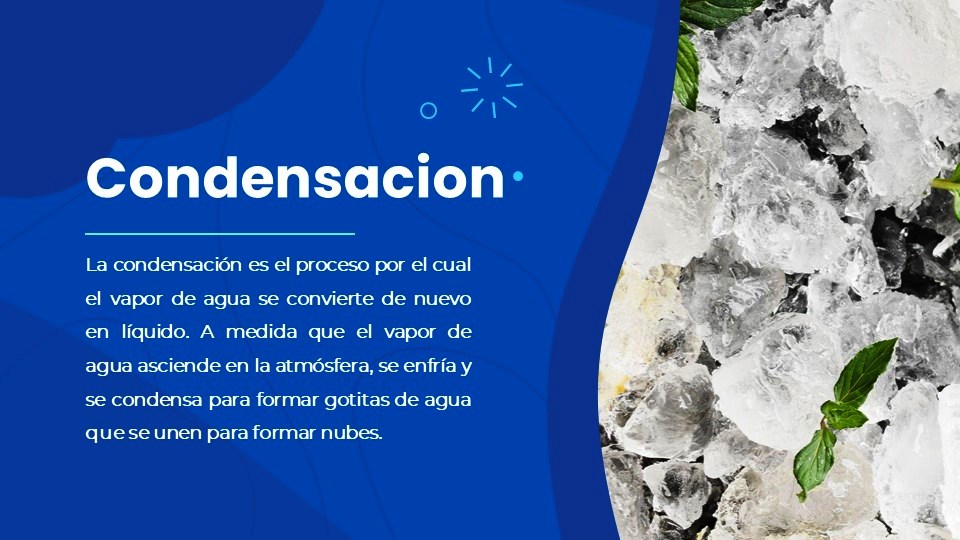 Condensacion
La condensación es el proceso por el cual
el vapor de agua se convierte de nuevo
en líquido. A medida que el vapor de
agua asciende en la atmósfera, se enfría y
se condensa para formar gotitas de agua
que se unen para formar nubes.